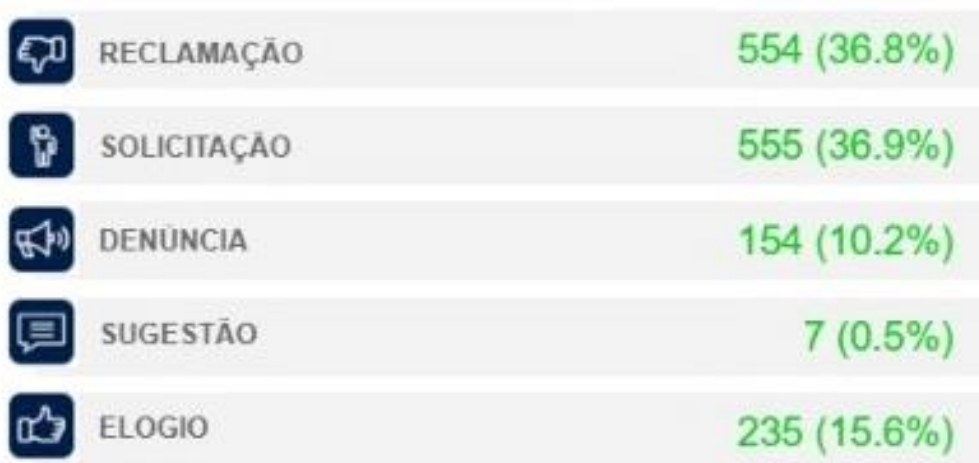 RECLAMAÇÃO 554 (36.8%)
SOLICITAÇÃO 555 (36.9%)
DENÚNCIA 154 (10.2%)
SUGESTÃO 7 (0.5%)
ELOGIO 235 (15.6%)